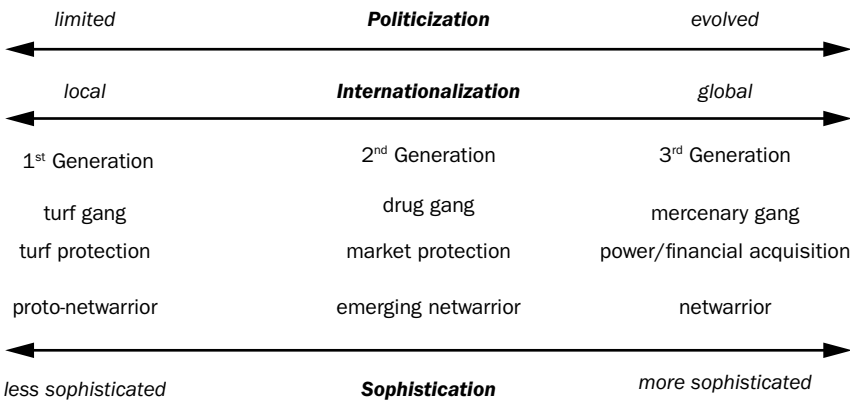 limited Politicization evolved
local Internationalization global
1st Generation 2nd Generation 3rd Generation
turf gang drug gang mercenary gang
turf protection market protection power/financial acquisition
proto-netwarrior emerging netwarrior netwarrior
less sophisticated Sophistication more sophisticated